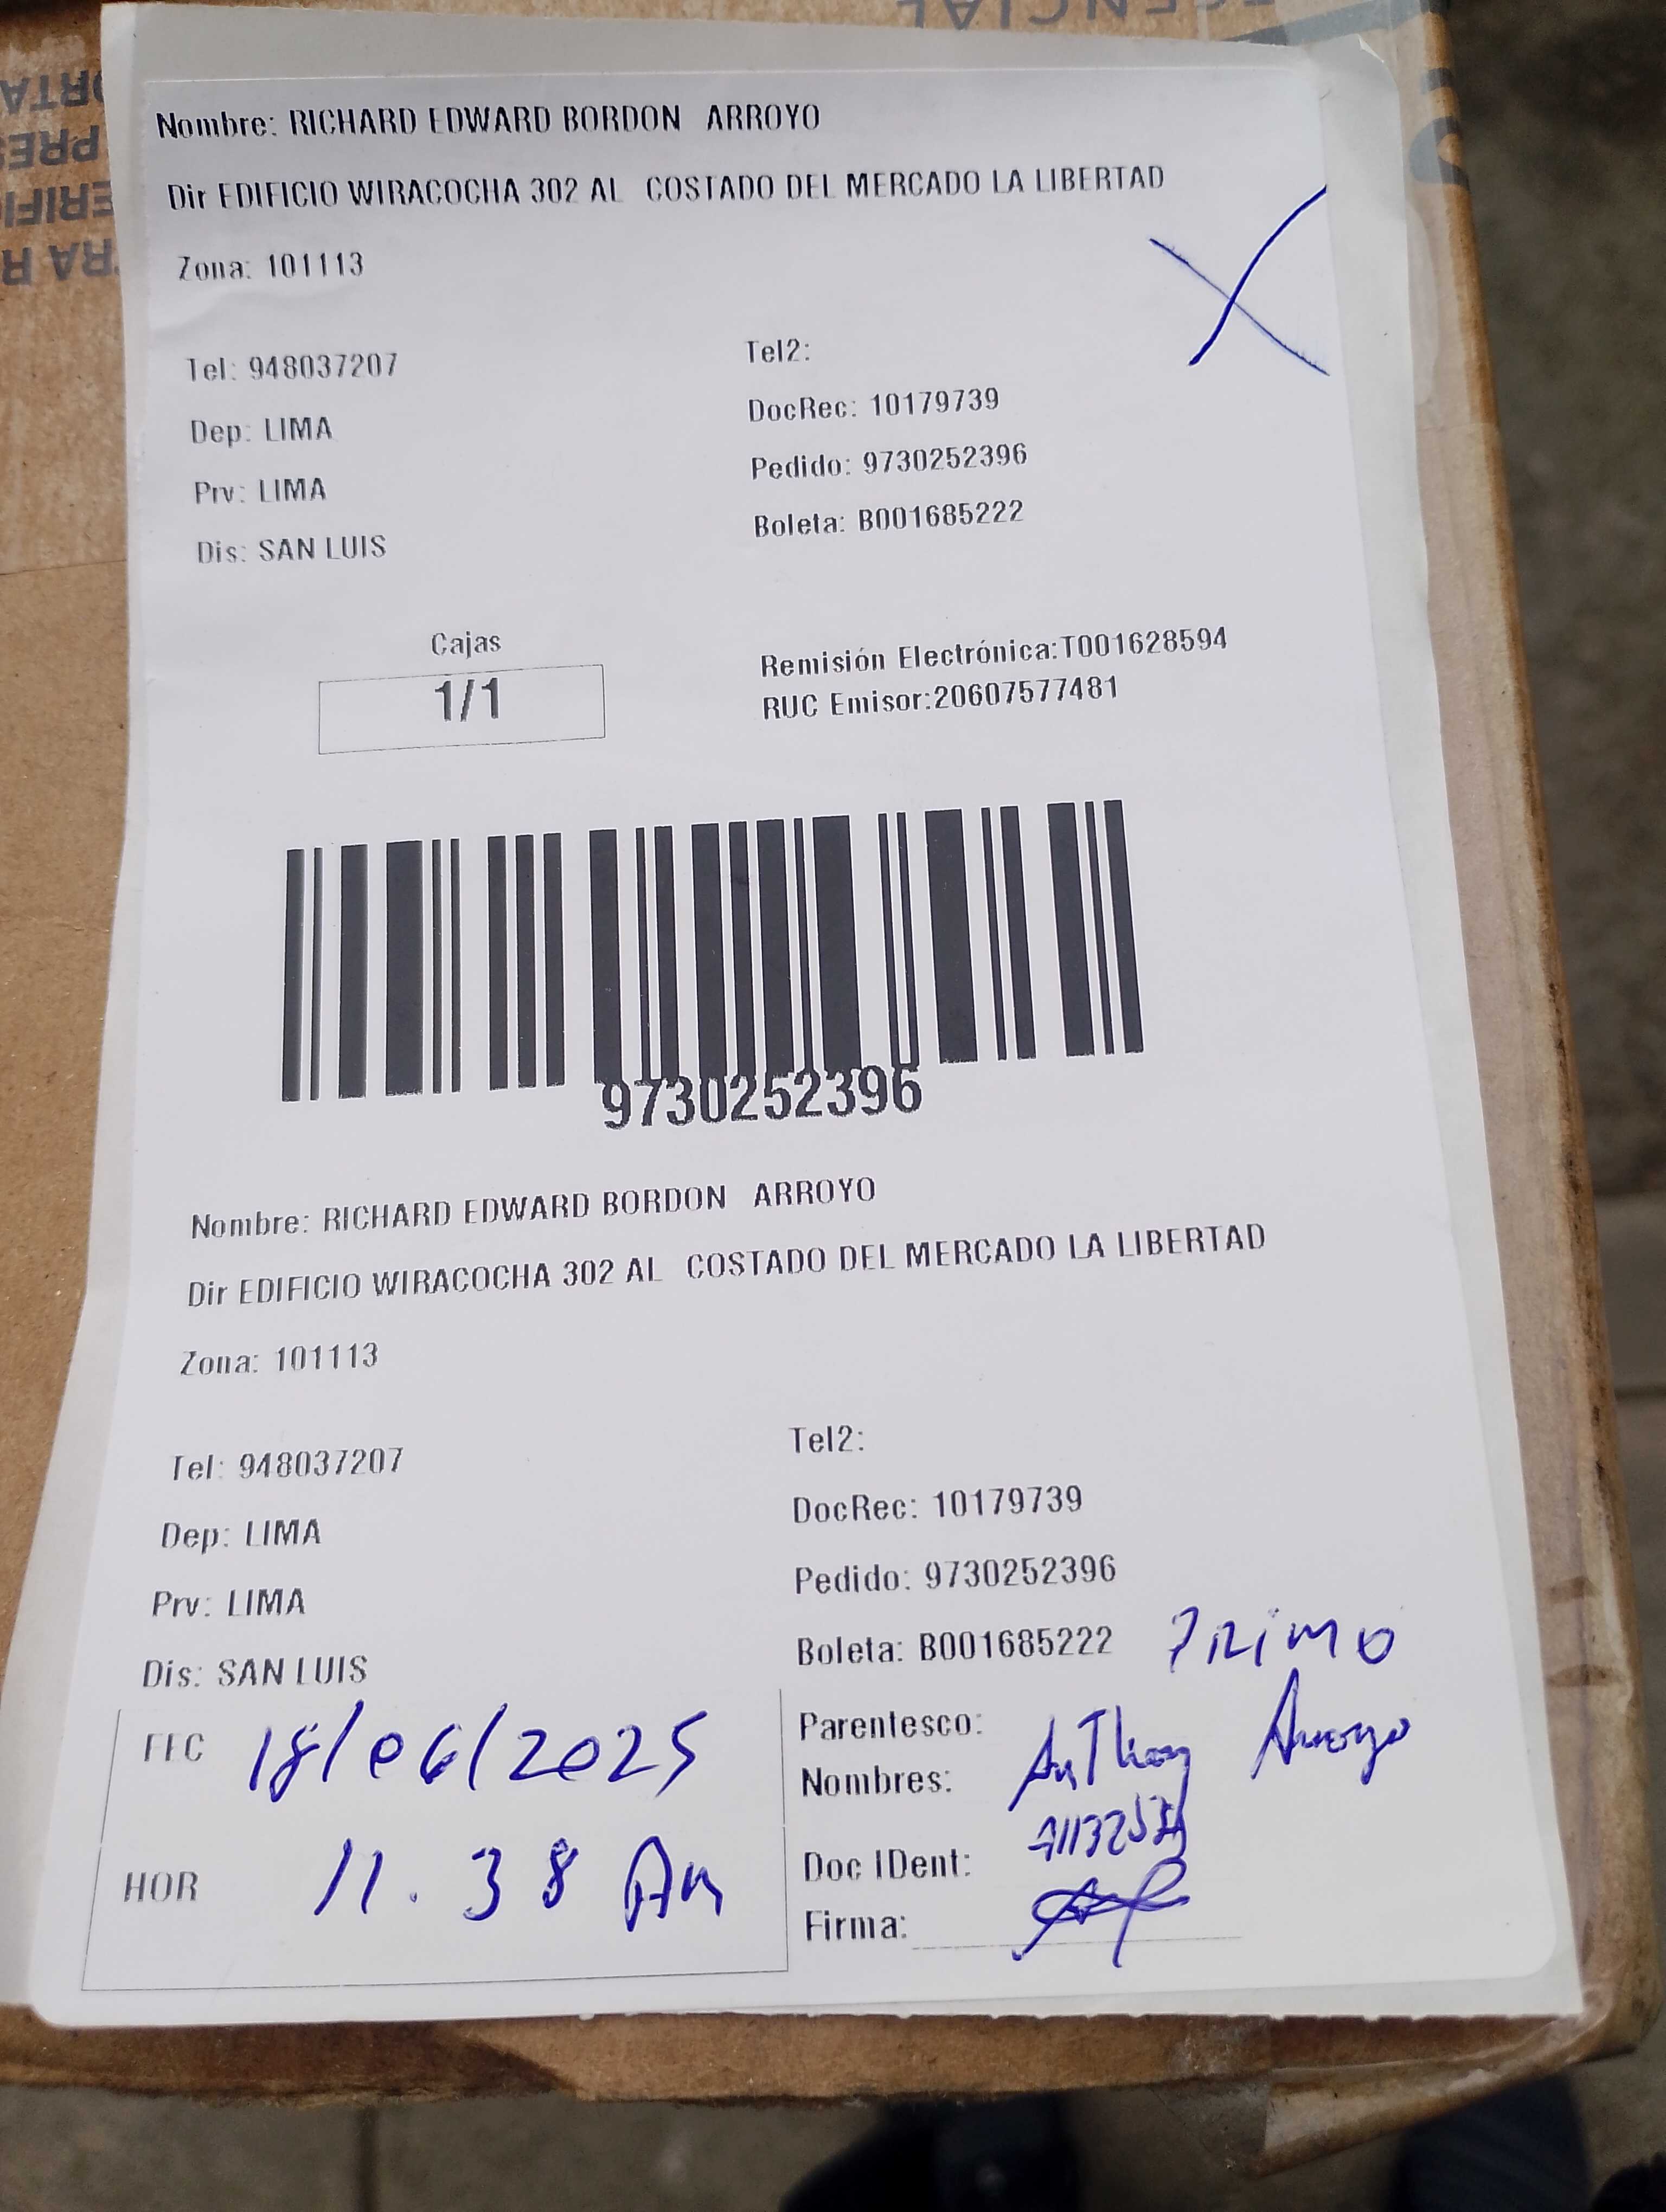 Nombre: RICHARD EDWARD BORDON ARROYO
Dir EDIFICIO WIRACOCHA 302 AL COSTADO DEL MERCADO LA LIBERTAD
Zona: 101113
Tel: 948037207
Tel2:
Dep: LIMA
DocRec: 10179739
Prv: LIMA
Pedido: 9730252396
Dis: SAN LUIS
Boleta: B001685222
Cajas
1/1
Remisión Electrónica:T001628594
RUC Emisor:20607577481
9730252396
Nombre: RICHARD EDWARD BORDON ARROYO
Dir EDIFICIO WIRACOCHA 302 AL COSTADO DEL MERCADO LA LIBERTAD
Zona: 101113
Tel: 948037207
Tel2:
Dep: LIMA
DocRec: 10179739
Prv: LIMA
Pedido: 9730252396
Dis: SAN LUIS
Boleta: B001685222
FEC 18/06/2025
HOR 11.38 Am
Parentesco: PRIMO
Nombres: AnThony Arroyo
Doc IDent:
Firma: